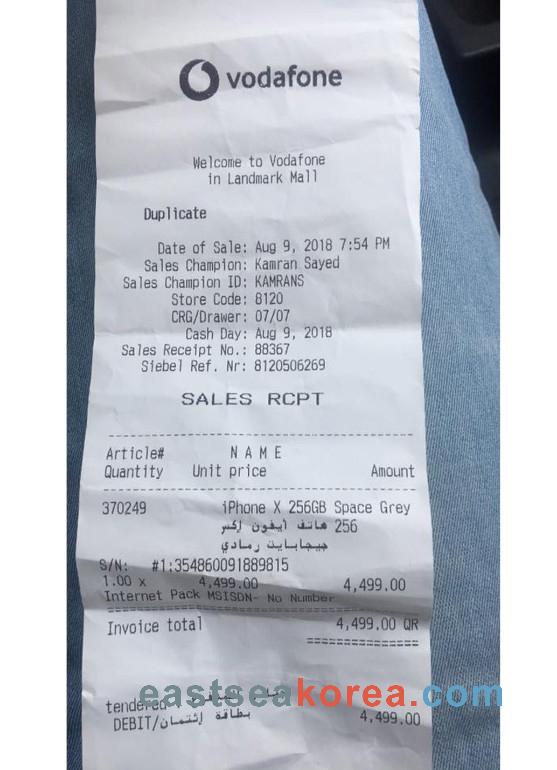 vodafone
Welcome to Vodafone
in Landmark Mall
Duplicate
Date of Sale: Aug 9, 2018 7:54 PM
Sales Champion: Kamran Sayed
Sales Champion ID: KAMRANS
Store Code: 8120
CRG/Drawer: 07/07
Cash Day: Aug 9, 2018
Sales Receipt No.: 88367
Siebel Ref. Nr: 8120506269
SALES RCPT
Article# N A M E
Quantity Unit price Amount
370249 iPhone X 256GB Space Grey
هاتف أيفون إكس 256
جيجابايت رمادي
S/N: #1:354860091889815
1.00 x 4,499.00 4,499.00
Internet Pack MSISDN- No Number
Invoice total 4,499.00 QR
eastseakorea.com
tendered
DEBIT/بطاقة إئتمان 4,499.00